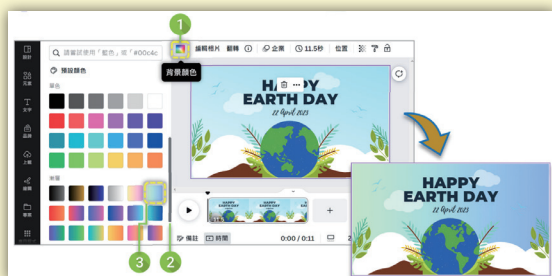 1
請嘗試使用「藍色」或「#00c4c
編輯相片 翻轉 企業 11.5秒 位置
背景顏色
預設顏色
單色
漸層
設計
元素
文字
品牌
上載
繪圖
專案
HAPPY
EARTH DAY
22 April 2023
HAPPY
EARTH DAY
22 April 2023
備註 時間
0:00 / 0:11
3 2